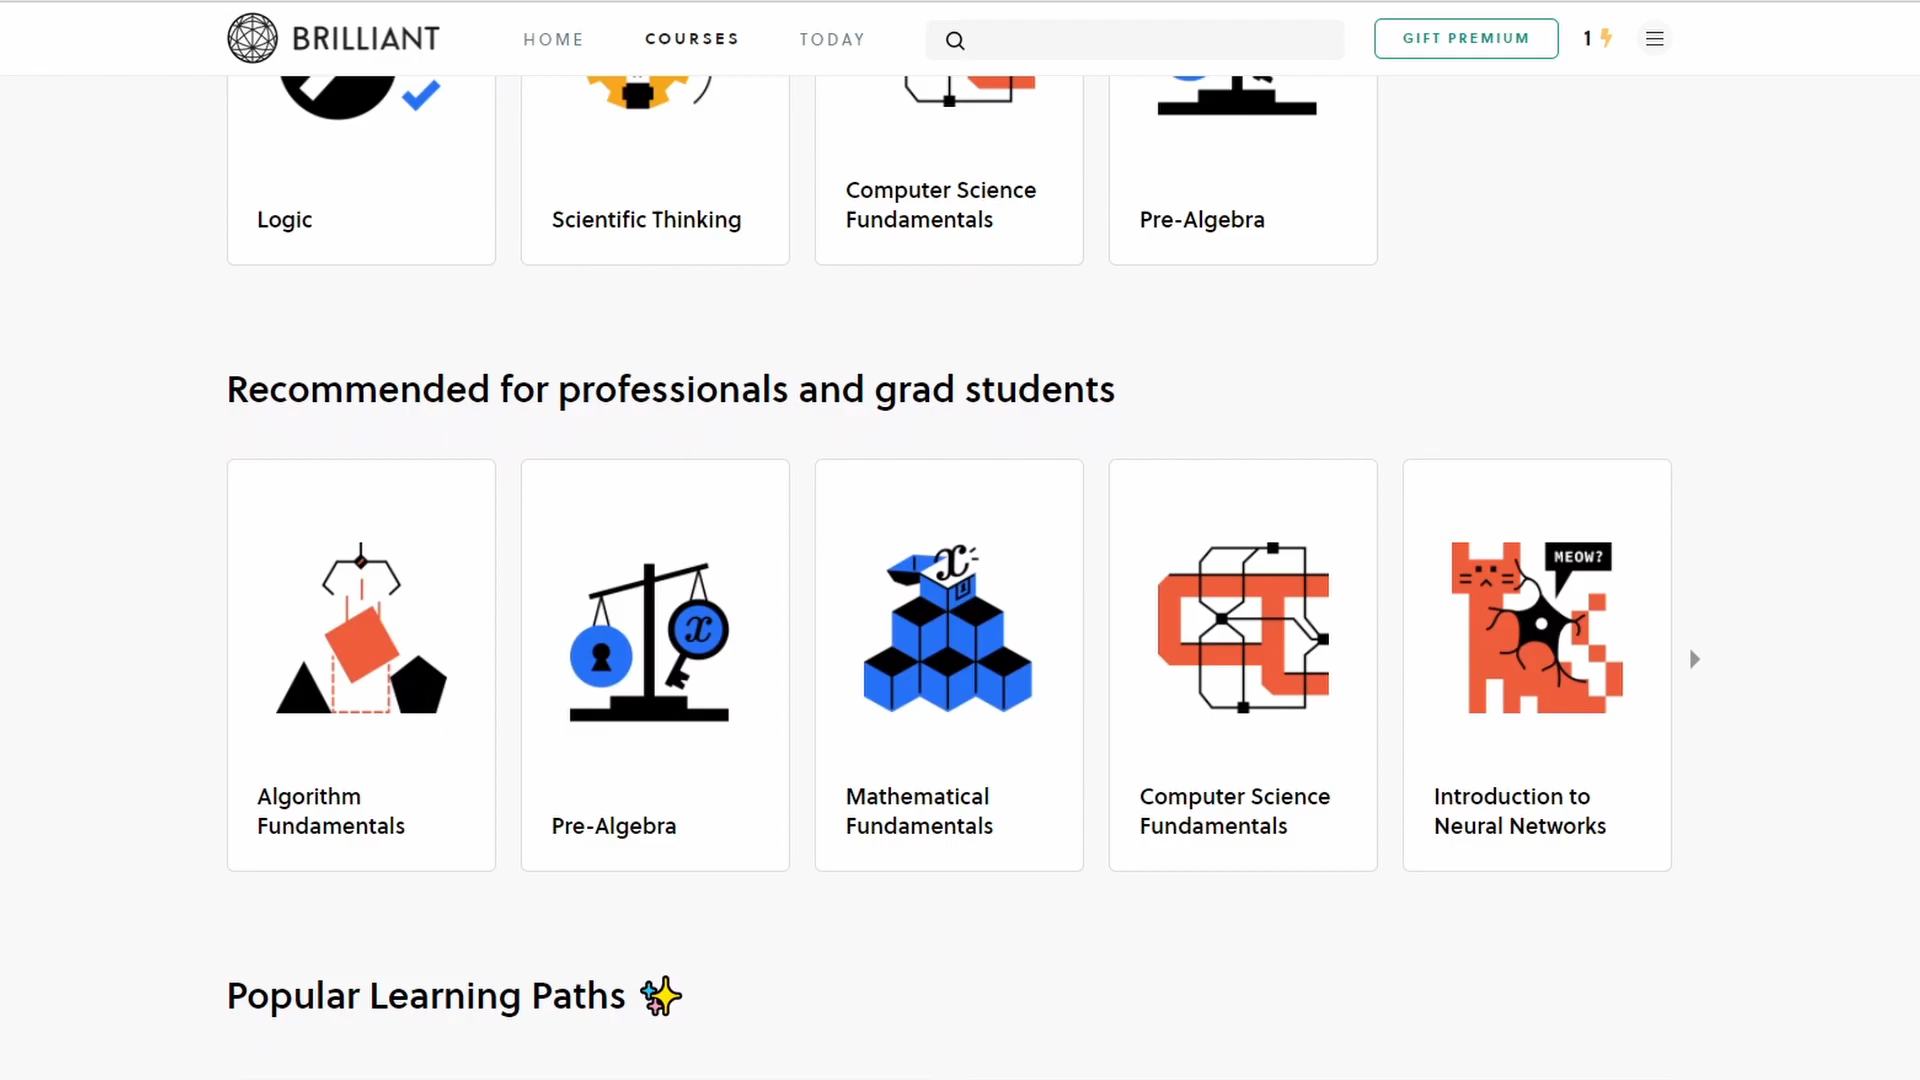 BRILLIANT
HOME
COURSES
TODAY
GIFT PREMIUM
1
Logic
Scientific Thinking
Computer Science
Fundamentals
Pre-Algebra
Recommended for professionals and grad students
x
x
MEOW?
Algorithm
Fundamentals
Pre-Algebra
Mathematical
Fundamentals
Computer Science
Fundamentals
Introduction to
Neural Networks
Popular Learning Paths ✨